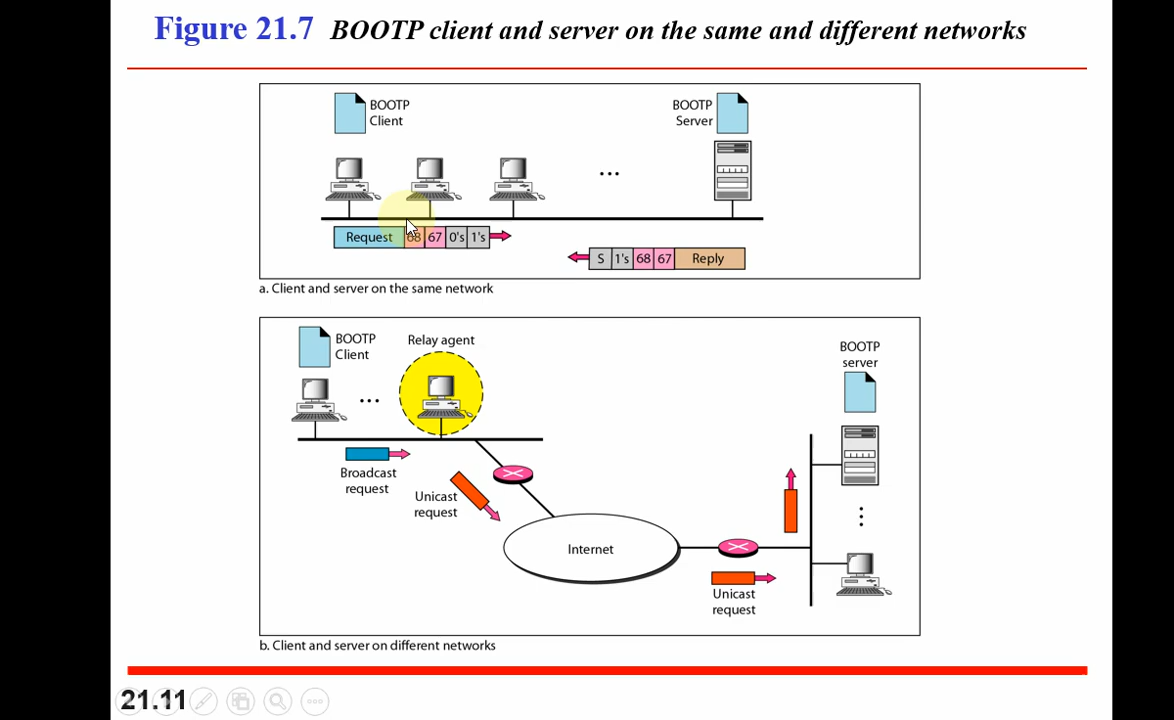 Figure 21.7 BOOTP client and server on the same and different networks
BOOTP
Client
BOOTP
Server
...
Request 68 67 0's 1's
S 1's 68 67 Reply
a. Client and server on the same network
BOOTP
Client
Relay agent
BOOTP
server
...
Broadcast
request
Unicast
request
Internet
Unicast
request
b. Client and server on different networks
21.11